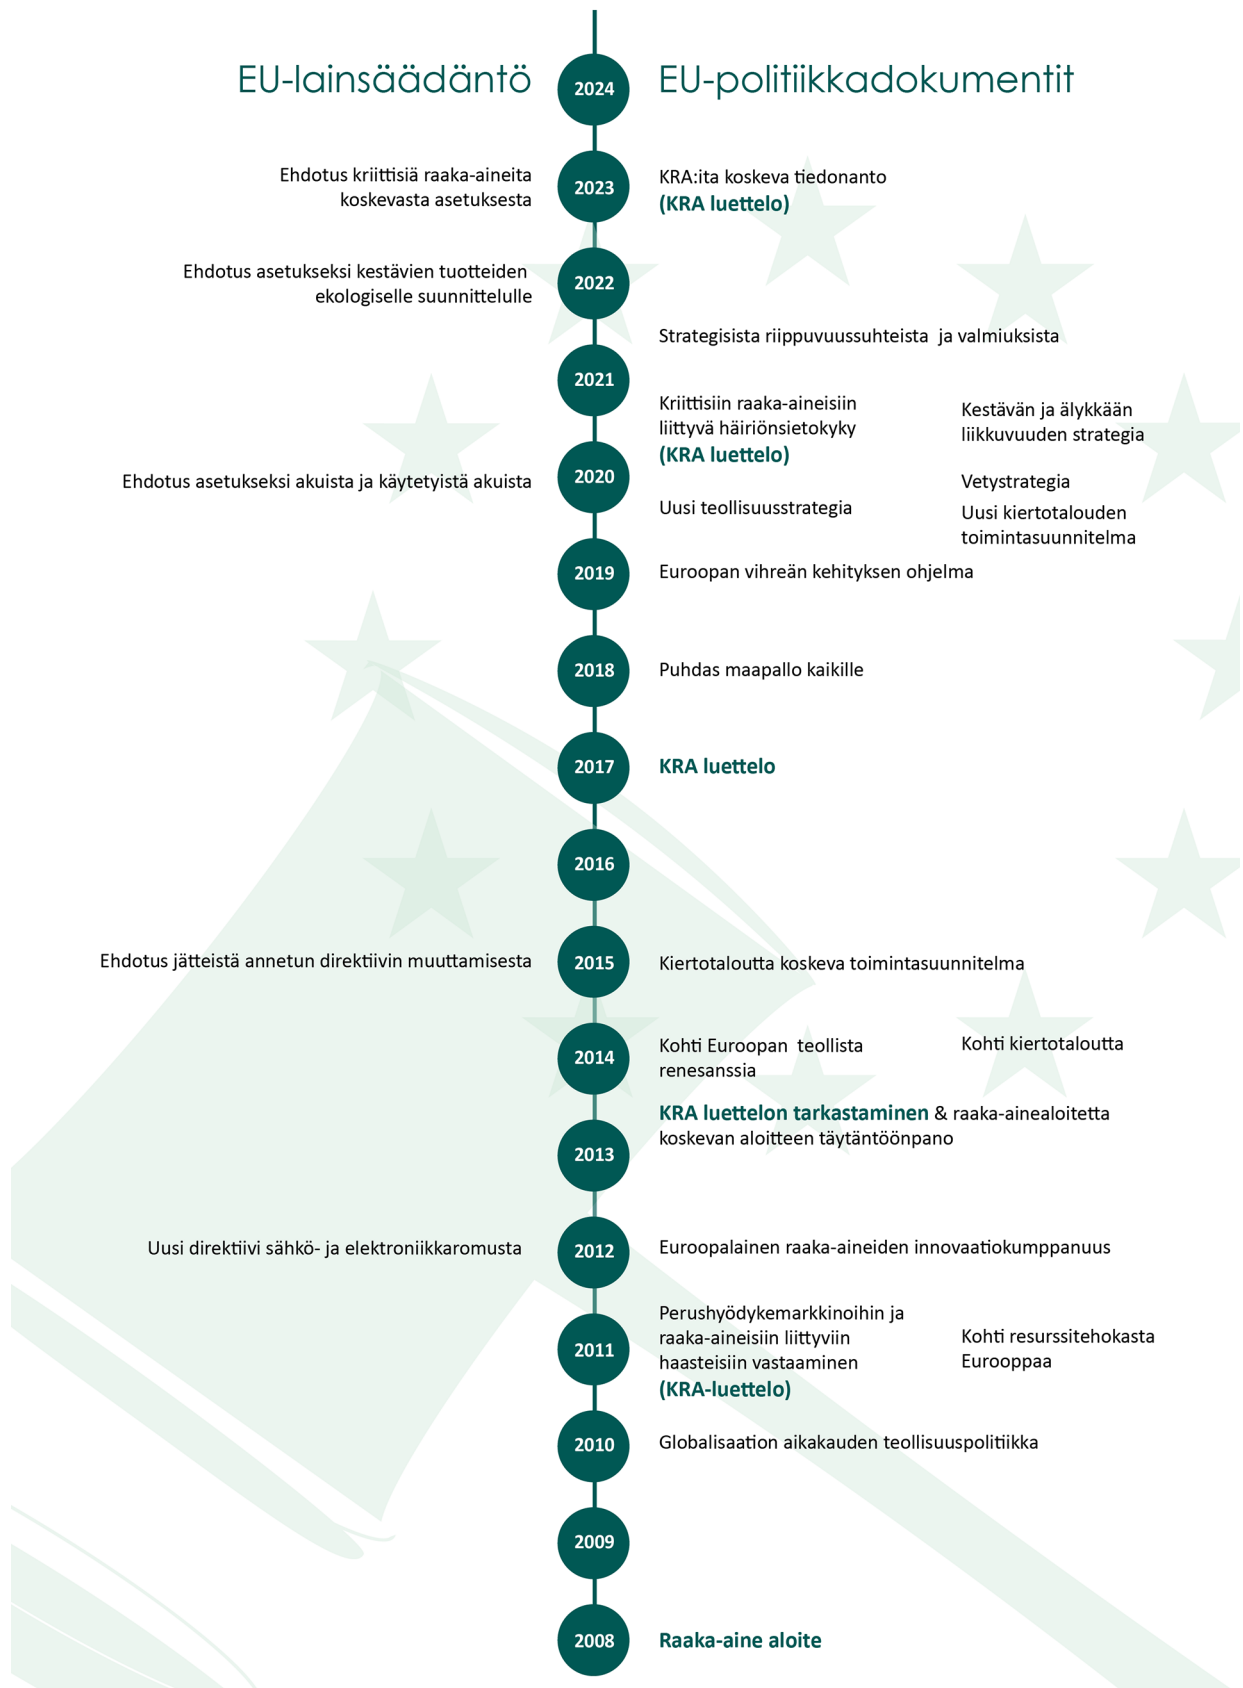 EU-lainsäädäntö
2024
EU-politiikkadokumentit
Ehdotus kriittisiä raaka-aineita
koskevasta asetuksesta
2023
KRA:ita koskeva tiedonanto
(KRA luettelo)
Ehdotus asetukseksi kestävien tuotteiden
ekologiselle suunnittelulle
2022
Strategisista riippuvuussuhteista ja valmiuksista
2021
Kriittisiin raaka-aineisiin
liittyvä häiriönsietokyky
(KRA luettelo)
Kestävän ja älykkään
liikkuvuuden strategia
Ehdotus asetukseksi akuista ja käytetyistä akuista
2020
Vetystrategia
Uusi teollisuusstrategia
Uusi kiertotalouden
toimintasuunnitelma
2019
Euroopan vihreän kehityksen ohjelma
2018
Puhdas maapallo kaikille
2017
KRA luettelo
2016
Ehdotus jätteistä annetun direktiivin muuttamisesta
2015
Kiertotaloutta koskeva toimintasuunnitelma
2014
Kohti Euroopan teollista
renesanssia
Kohti kiertotaloutta
KRA luettelon tarkastaminen & raaka-ainealoitetta
koskevan aloitteen täytäntöönpano
2013
Uusi direktiivi sähkö- ja elektroniikkaromusta
2012
Euroopalainen raaka-aineiden innovaatiokumppanuus
2011
Perushyödykemarkkinoihin ja
raaka-aineisiin liittyviin
haasteisiin vastaaminen
(KRA-luettelo)
Kohti resurssitehokasta
Eurooppaa
2010
Globalisaation aikakauden teollisuuspolitiikka
2009
2008
Raaka-aine aloite